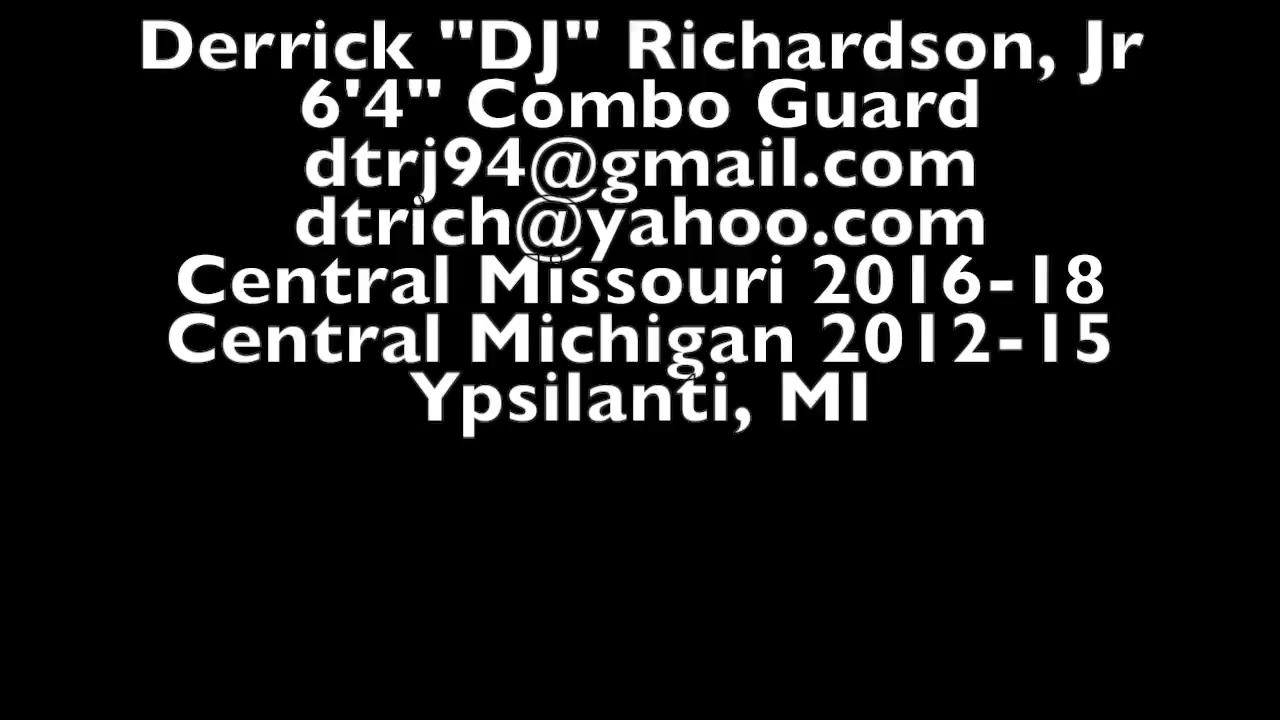 Derrick "DJ" Richardson, Jr
6'4" Combo Guard
dtrj94@gmail.com
dtrich@yahoo.com
Central Missouri 2016-18
Central Michigan 2012-15
Ypsilanti, MI